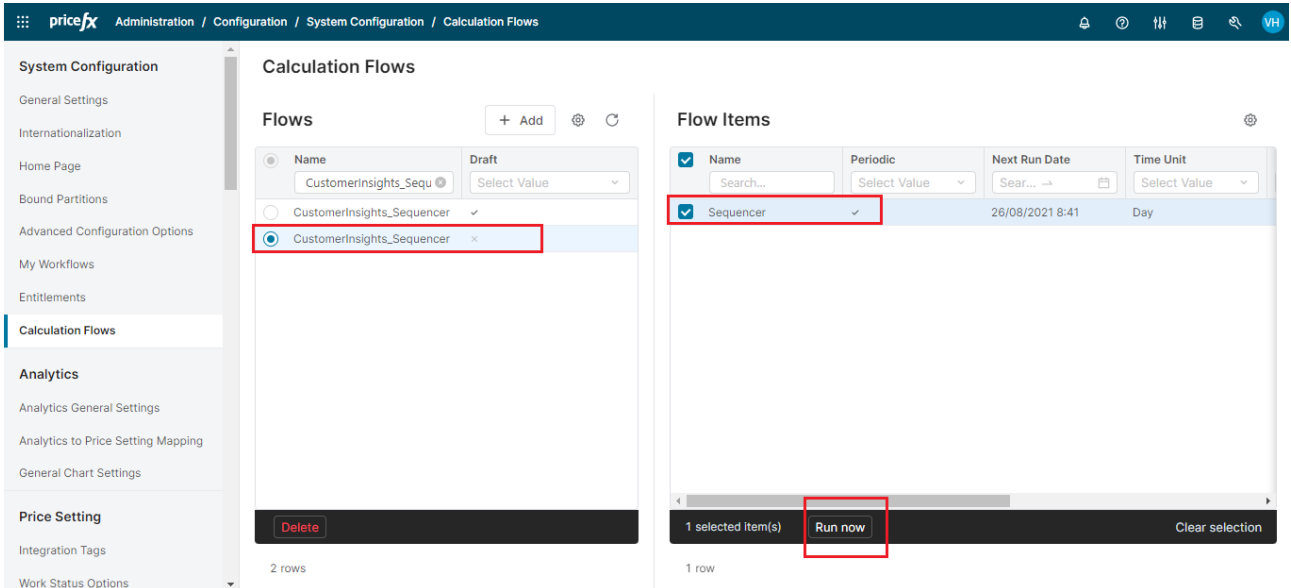 pricefx Administration / Configuration / System Configuration / Calculation Flows VH
System Configuration
General Settings
Internationalization
Home Page
Bound Partitions
Advanced Configuration Options
My Workflows
Entitlements
Calculation Flows
Analytics
Analytics General Settings
Analytics to Price Setting Mapping
General Chart Settings
Price Setting
Integration Tags
Work Status Options
Calculation Flows
Flows + Add
Name Draft
CustomerInsights_Sequ Select Value
CustomerInsights_Sequencer
CustomerInsights_Sequencer
Delete
2 rows
Flow Items
Name Periodic Next Run Date Time Unit
Search... Select Value Sear... → Select Value
Sequencer 26/08/2021 8:41 Day
1 selected item(s) Run now Clear selection
1 row